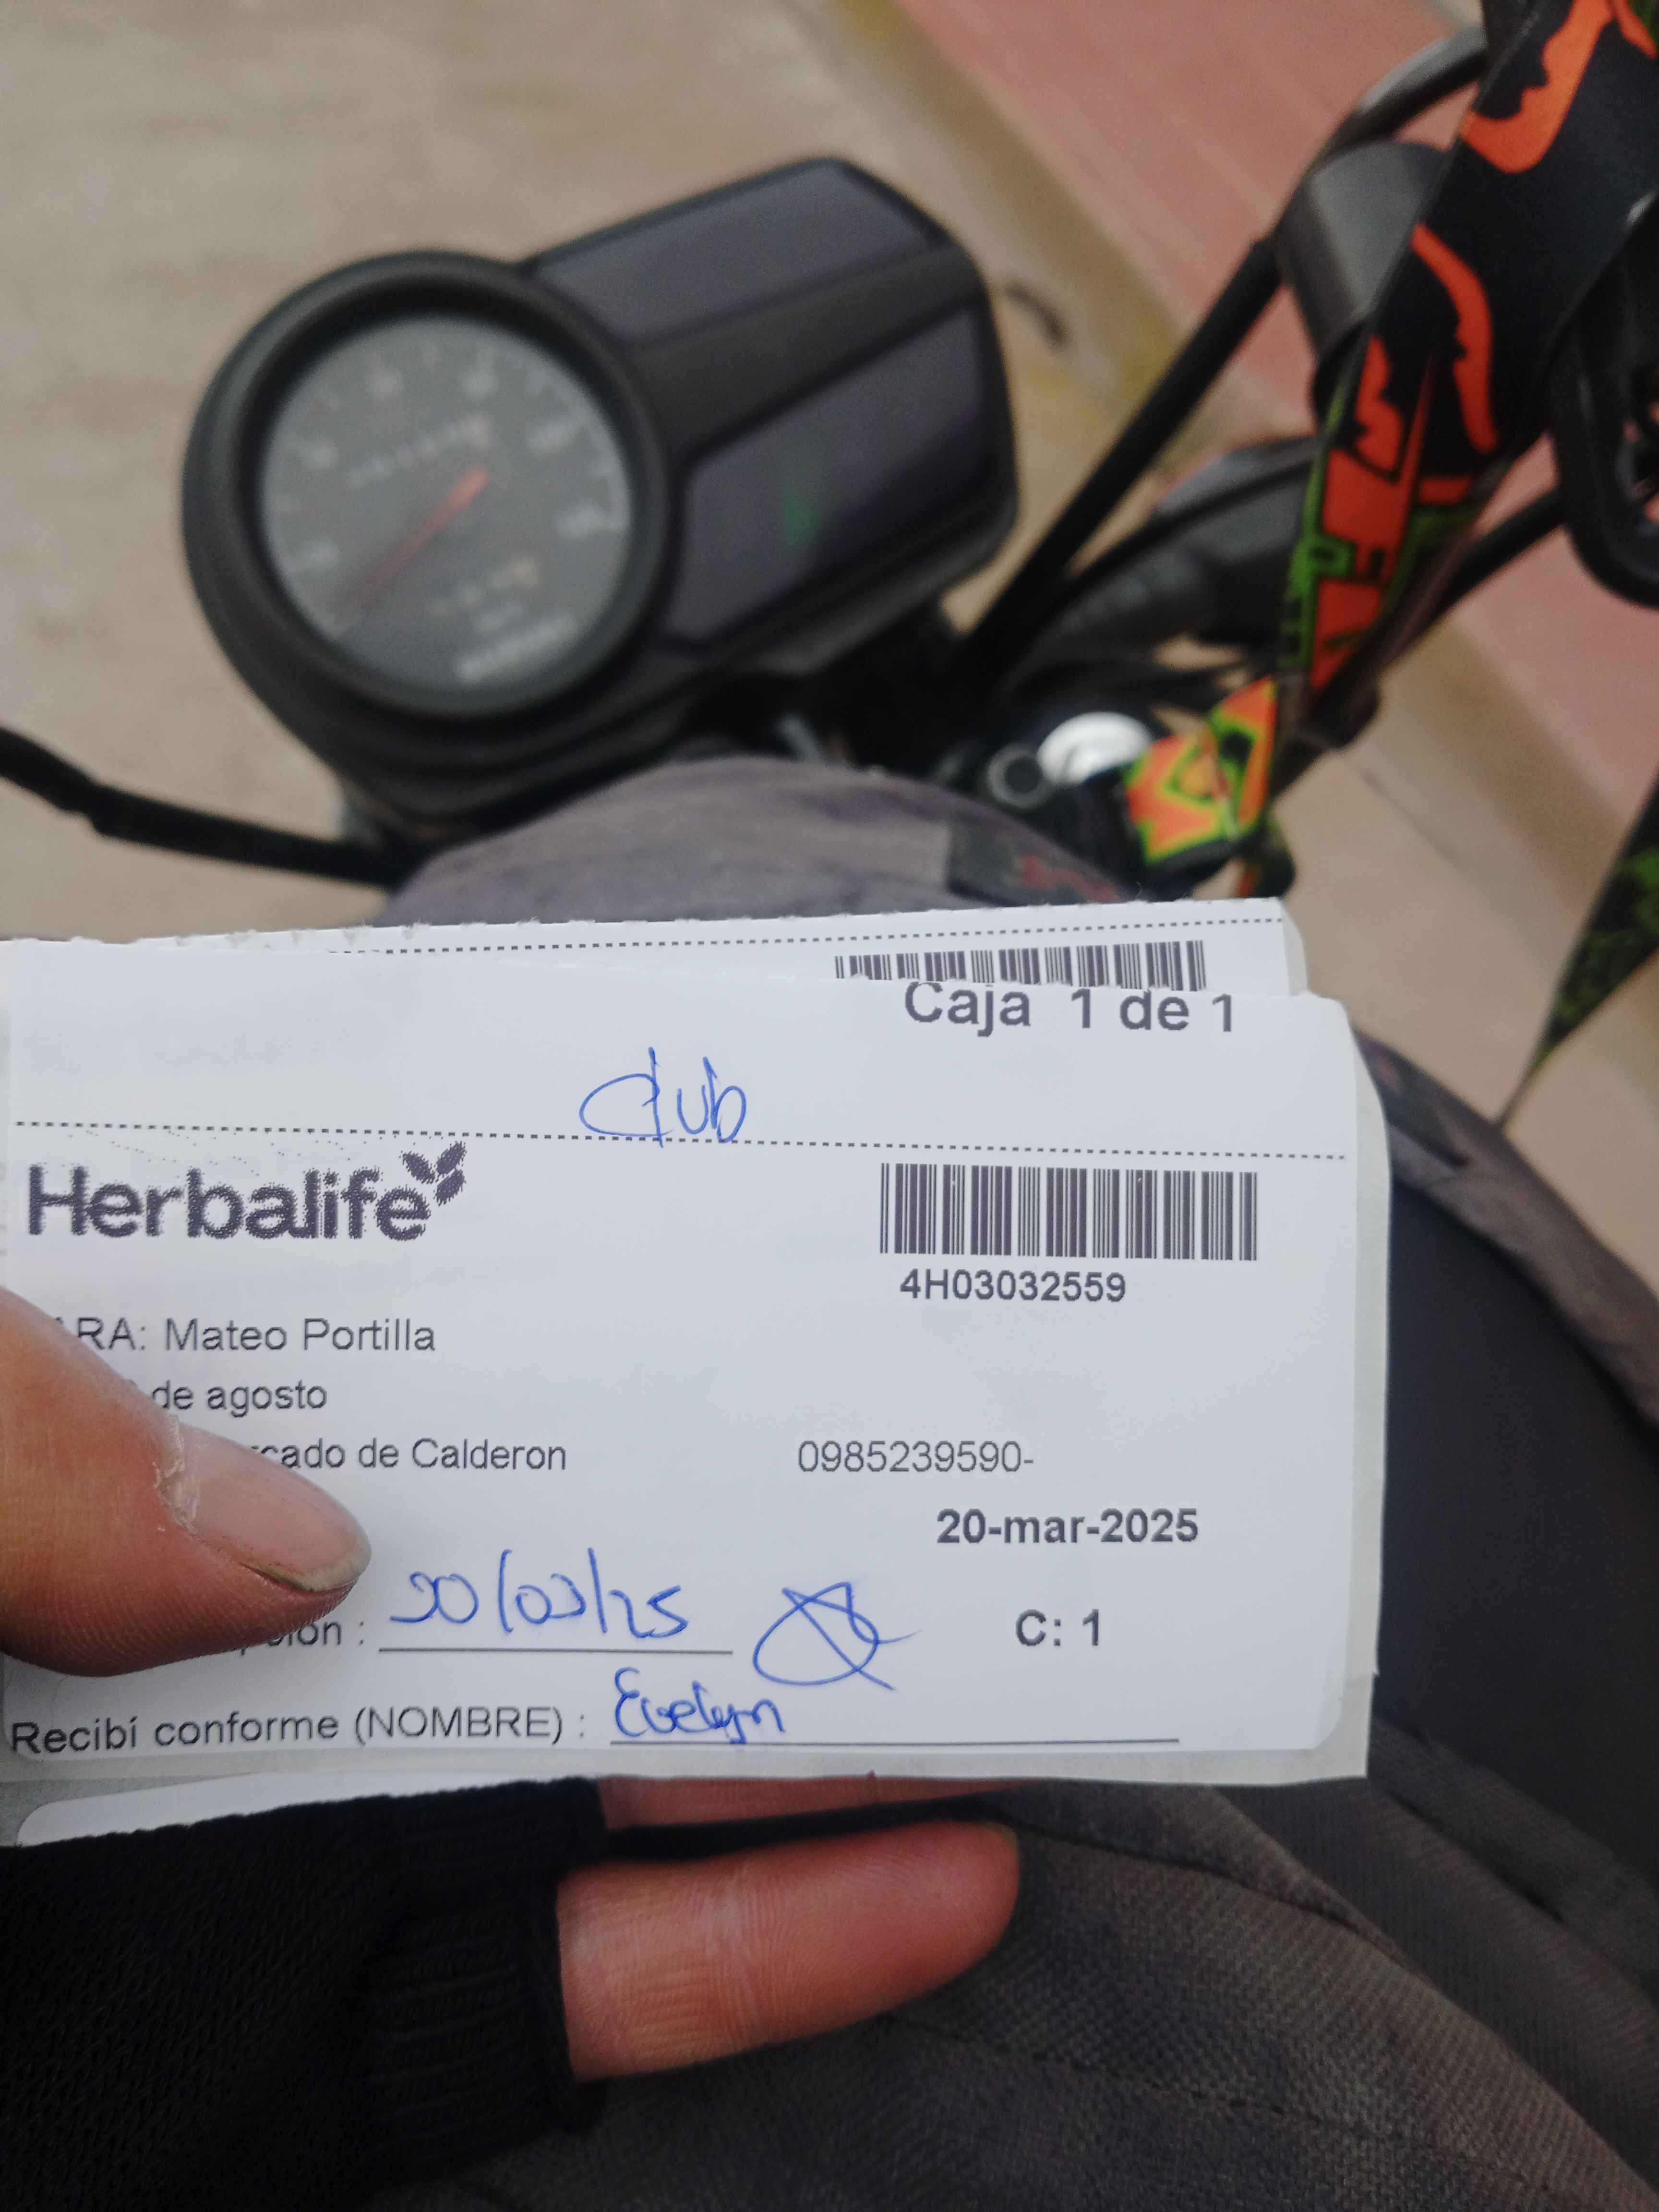 Caja 1 de 1
Club
Herbalife
4H03032559
ARA: Mateo Portilla
de agosto
cado de Calderon 0985239590-
20-mar-2025
ción : 20/03/25 C: 1
Recibí conforme (NOMBRE) : Evelyn